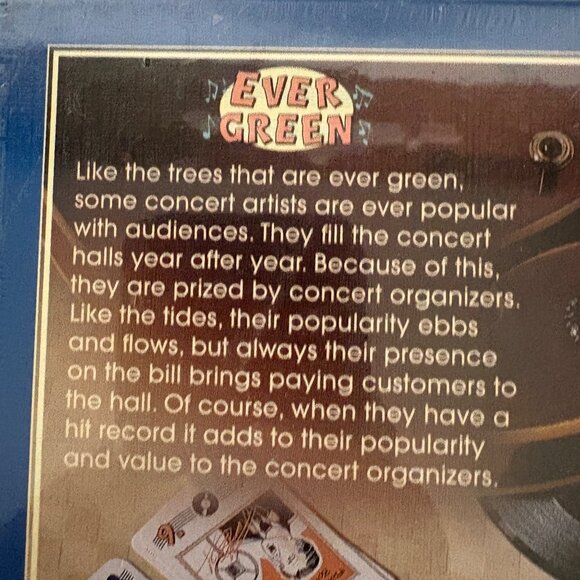 EVER
GREEN
Like the trees that are ever green,
some concert artists are ever popular
with audiences. They fill the concert
halls year after year. Because of this,
they are prized by concert organizers.
Like the tides, their popularity ebbs
and flows, but always their presence
on the bill brings paying customers to
the hall. Of course, when they have a
hit record it adds to their popularity
and value to the concert organizers.